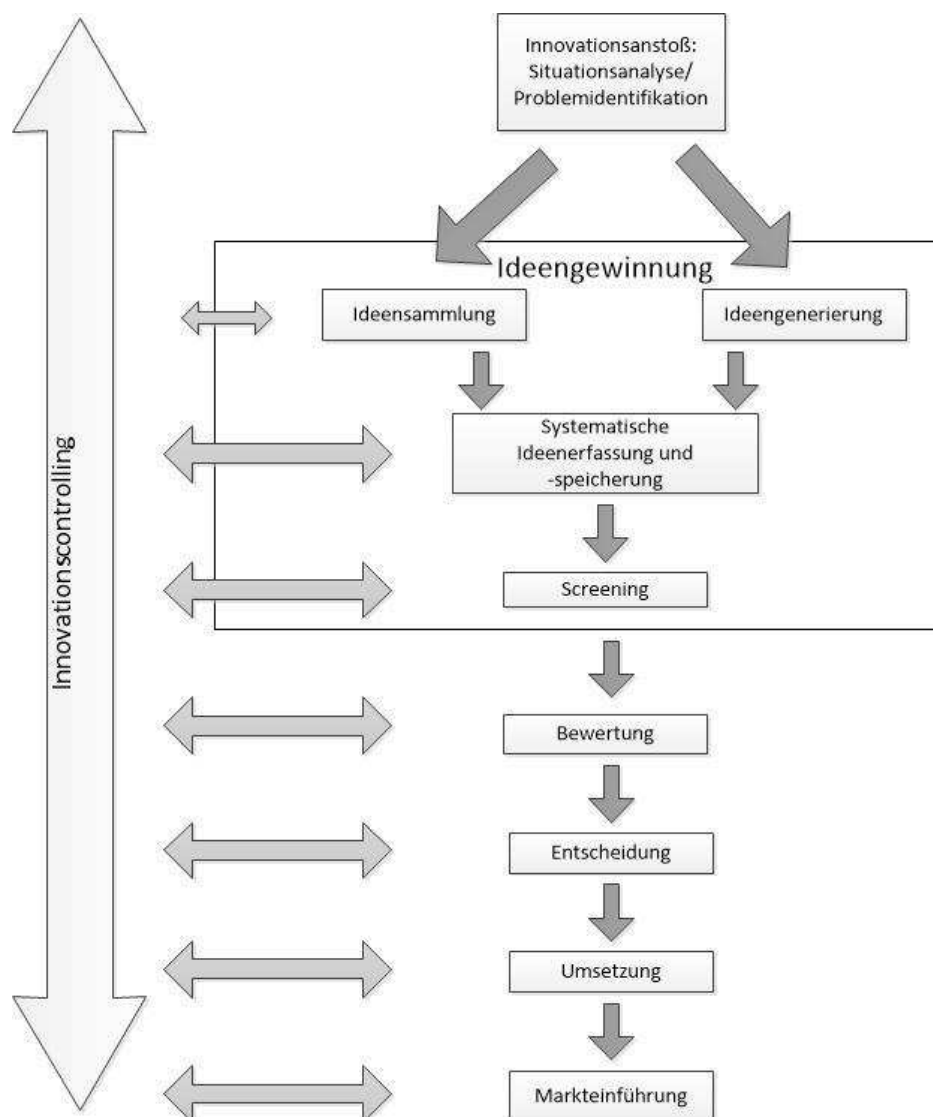 Innovationsanstoß:
Situationsanalyse/
Problemidentifikation
Ideengewinnung
Ideensammlung
Ideengenerierung
Systematische
Ideenerfassung und
-speicherung
Screening
Innovationscontrolling
Bewertung
Entscheidung
Umsetzung
Markteinführung